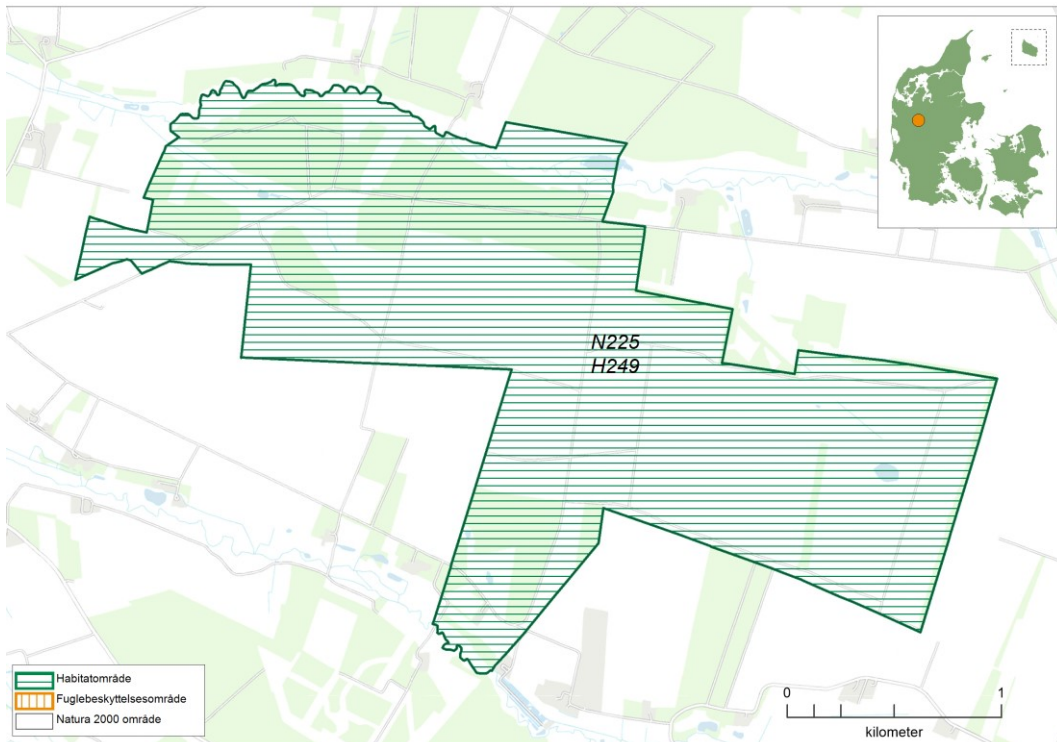 N225
H249
Habitatområde
Fuglebeskyttelsesområde
Natura 2000 område
0 1
kilometer